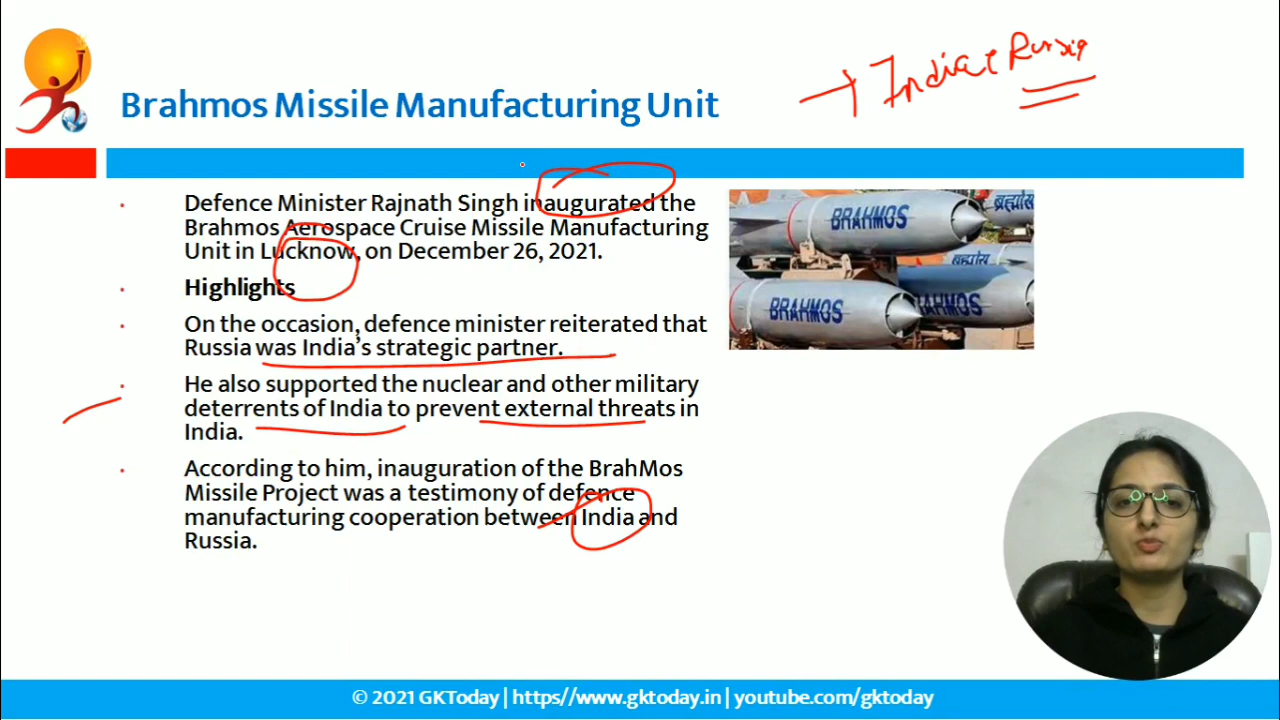 → India & Russia
Brahmos Missile Manufacturing Unit
Defence Minister Rajnath Singh inaugurated the
Brahmos Aerospace Cruise Missile Manufacturing
Unit in Lucknow, on December 26, 2021.
Highlights
On the occasion, defence minister reiterated that
Russia was India's strategic partner.
He also supported the nuclear and other military
deterrents of India to prevent external threats in
India.
According to him, inauguration of the BrahMos
Missile Project was a testimony of defence
manufacturing cooperation between India and
Russia.
BRAHMOS
ब्रह्मोस
ब्रह्मोस
BRAHMOS
BRAHMOS
© 2021 GKToday | https//www.gktoday.in | youtube.com/gktoday